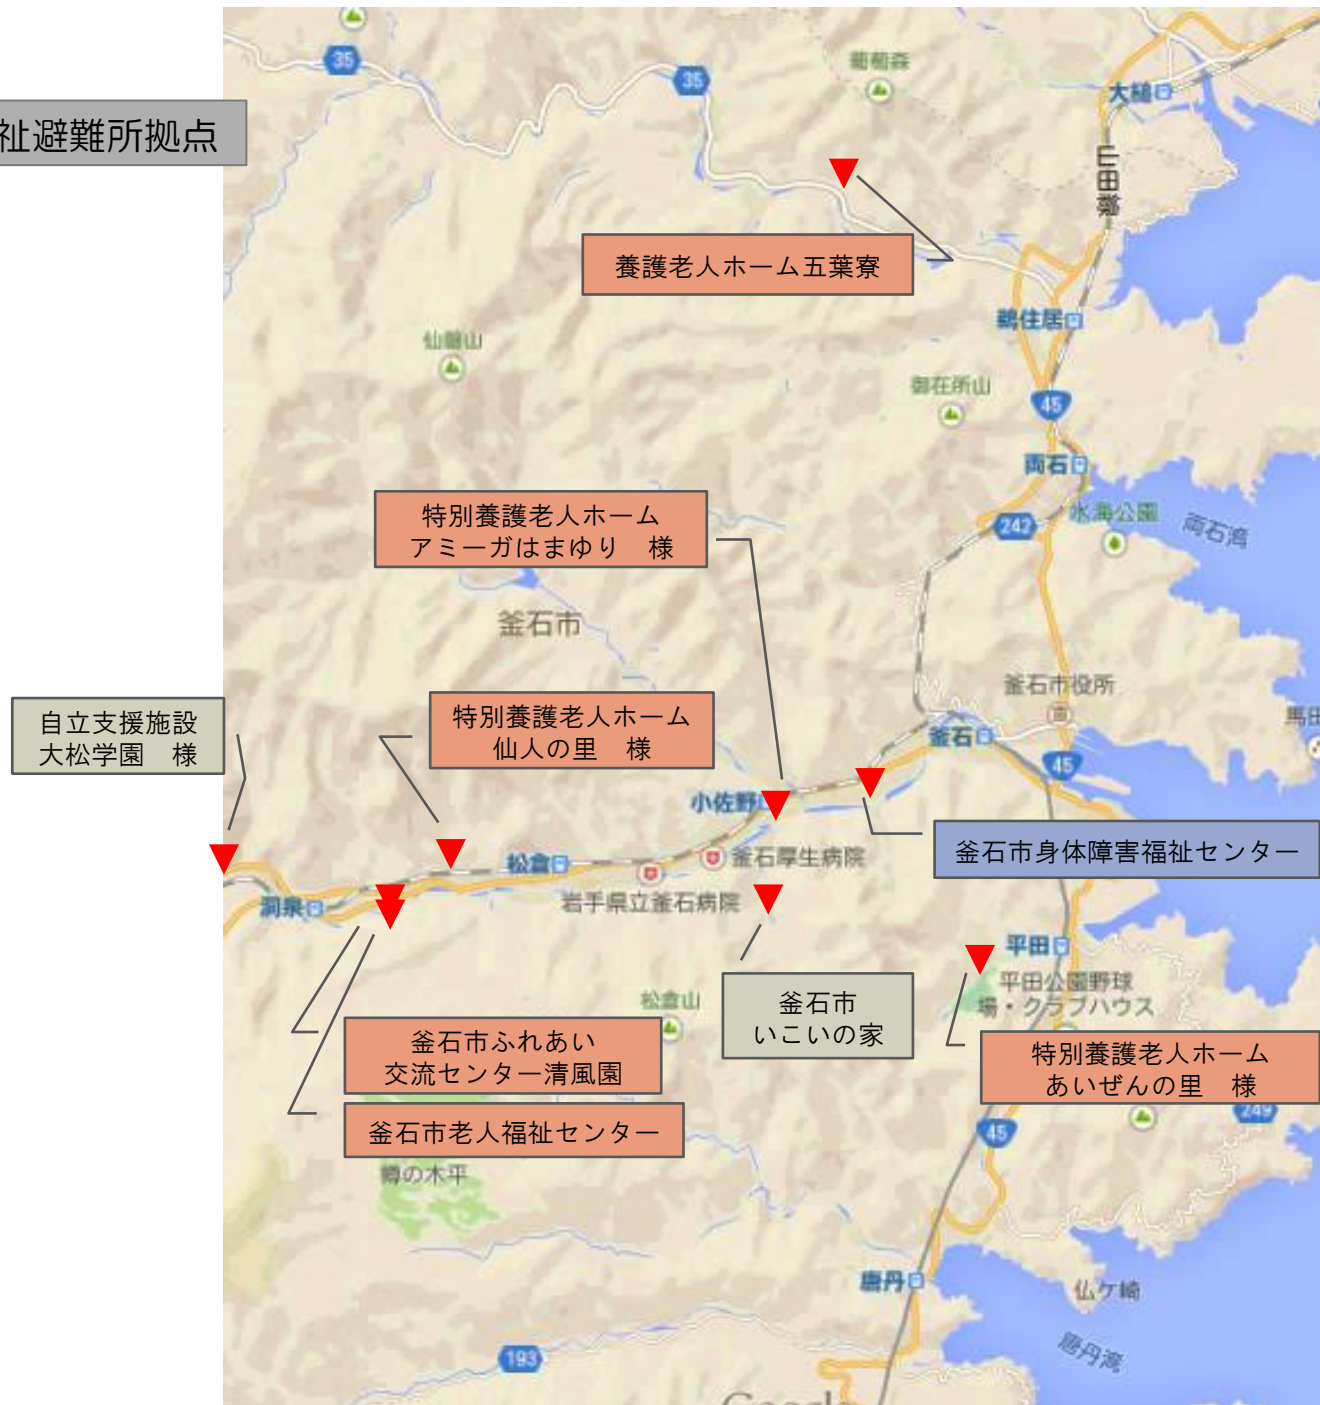 35
葡萄森
35
大槌
祉避難所拠点
山田線
養護老人ホーム五葉寮
鵜住居
仙磐山
御在所山
45
両石
特別養護老人ホーム
アミーガはまゆり　様
水海公園
両石湾
242
釜石市
釜石市役所
自立支援施設
大松学園　様
特別養護老人ホーム
仙人の里　様
馬田
釜石
45
小佐野
釜石市身体障害福祉センター
釜石厚生病院
松倉
岩手県立釜石病院
洞泉
平田
平田公園野球
場・クラブハウス
松倉山
釜石市
いこいの家
釜石市ふれあい
交流センター清風園
特別養護老人ホーム
あいぜんの里　様
249
釜石市老人福祉センター
45
樽の木平
唐丹
仏ケ崎
唐丹湾
193
Google